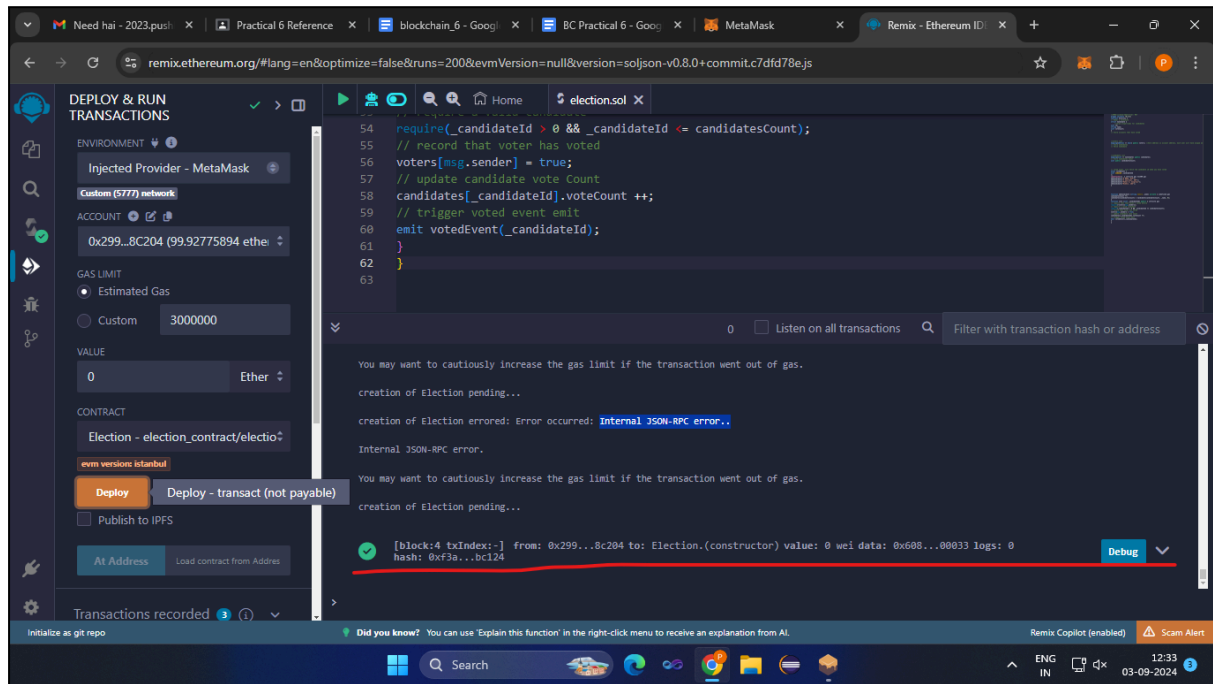 Need hai - 2023.push
Practical 6 Reference
blockchain_6 - Googl
BC Practical 6 - Goog
MetaMask
Remix - Ethereum IDE
remix.ethereum.org/#lang=en&optimize=false&runs=200&evmVersion=null&version=soljson-v0.8.0+commit.c7dfd78e.js
P
DEPLOY & RUN
TRANSACTIONS
ENVIRONMENT
Injected Provider - MetaMask
Custom (5777) network
ACCOUNT
0x299...8C204 (99.92775894 ethe
GAS LIMIT
Estimated Gas
Custom 3000000
VALUE
0 Ether
CONTRACT
Election - election_contract/electio
evm version: istanbul
Deploy
Deploy - transact (not payable)
Publish to IPFS
At Address Load contract from Addres
Transactions recorded 3
Home
election.sol
54 require(_candidateId > 0 && _candidateId <= candidatesCount);
55 // record that voter has voted
56 voters[msg.sender] = true;
57 // update candidate vote Count
58 candidates[_candidateId].voteCount ++;
59 // trigger voted event emit
60 emit votedEvent(_candidateId);
61 }
62 }
63
0 Listen on all transactions Filter with transaction hash or address
You may want to cautiously increase the gas limit if the transaction went out of gas.
creation of Election pending...
creation of Election errored: Error occurred: Internal JSON-RPC error..
Internal JSON-RPC error.
You may want to cautiously increase the gas limit if the transaction went out of gas.
creation of Election pending...
[block:4 txIndex:-] from: 0x299...8c204 to: Election.(constructor) value: 0 wei data: 0x608...00033 logs: 0
hash: 0xf3a...bc124
Debug
>
Initialize as git repo
Did you know? You can use 'Explain this function' in the right-click menu to receive an explanation from AI.
Remix Copilot (enabled)
Scam Alert
Search
ENG
IN
12:33
03-09-2024
3